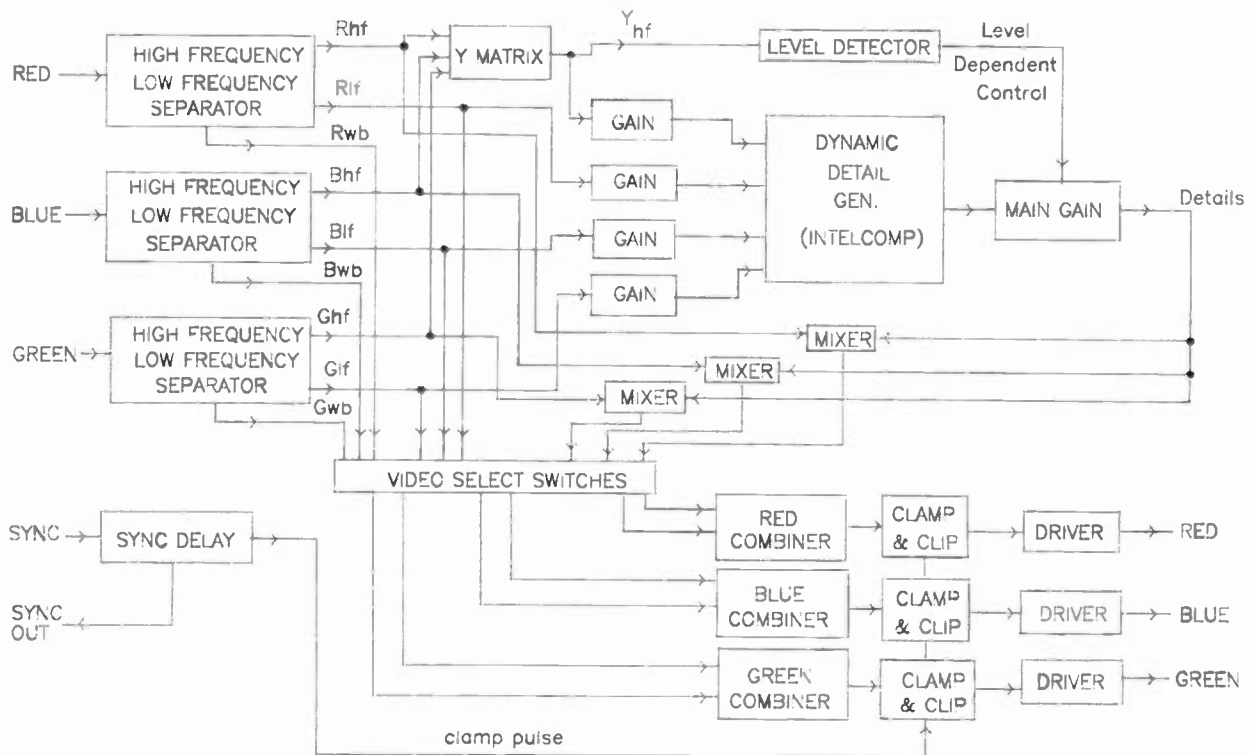 RED
HIGH FREQUENCY
LOW FREQUENCY
SEPARATOR
Rhf
Rlf
Rwb
Y MATRIX
Yhf
LEVEL DETECTOR
Level
Dependent
Control
BLUE
HIGH FREQUENCY
LOW FREQUENCY
SEPARATOR
Bhf
Blf
Bwb
GAIN
GAIN
GAIN
GAIN
DYNAMIC
DETAIL
GEN.
(INTELCOMP)
MAIN GAIN
Details
GREEN
HIGH FREQUENCY
LOW FREQUENCY
SEPARATOR
Ghf
Glf
Gwb
MIXER
MIXER
MIXER
VIDEO SELECT SWITCHES
SYNC
SYNC DELAY
SYNC
OUT
RED
COMBINER
CLAMP
& CLIP
DRIVER
RED
BLUE
COMBINER
CLAMP
& CLIP
DRIVER
BLUE
GREEN
COMBINER
CLAMP
& CLIP
DRIVER
GREEN
clamp pulse